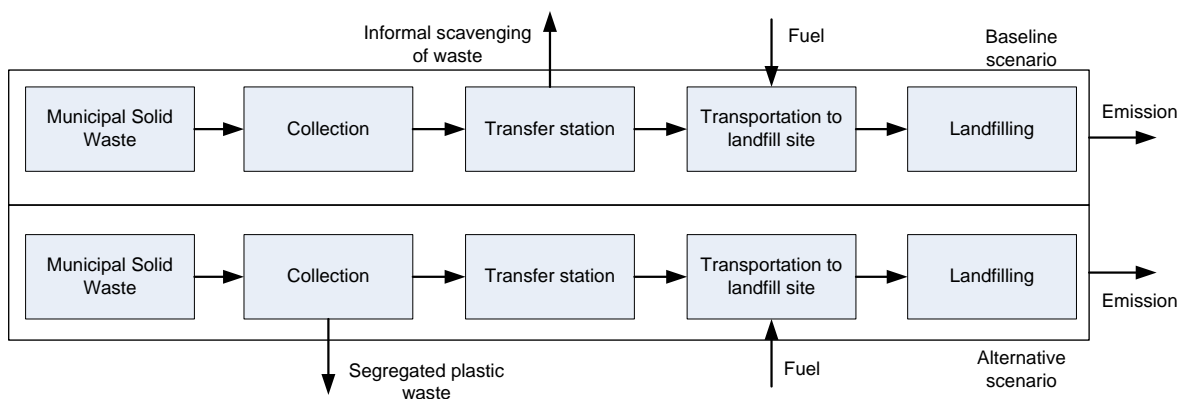 Informal scavenging
of waste
Fuel
Baseline
scenario
Municipal Solid
Waste
Collection
Transfer station
Transportation to
landfill site
Landfilling
Emission
Municipal Solid
Waste
Collection
Transfer station
Transportation to
landfill site
Landfilling
Emission
Segregated plastic
waste
Fuel
Alternative
scenario